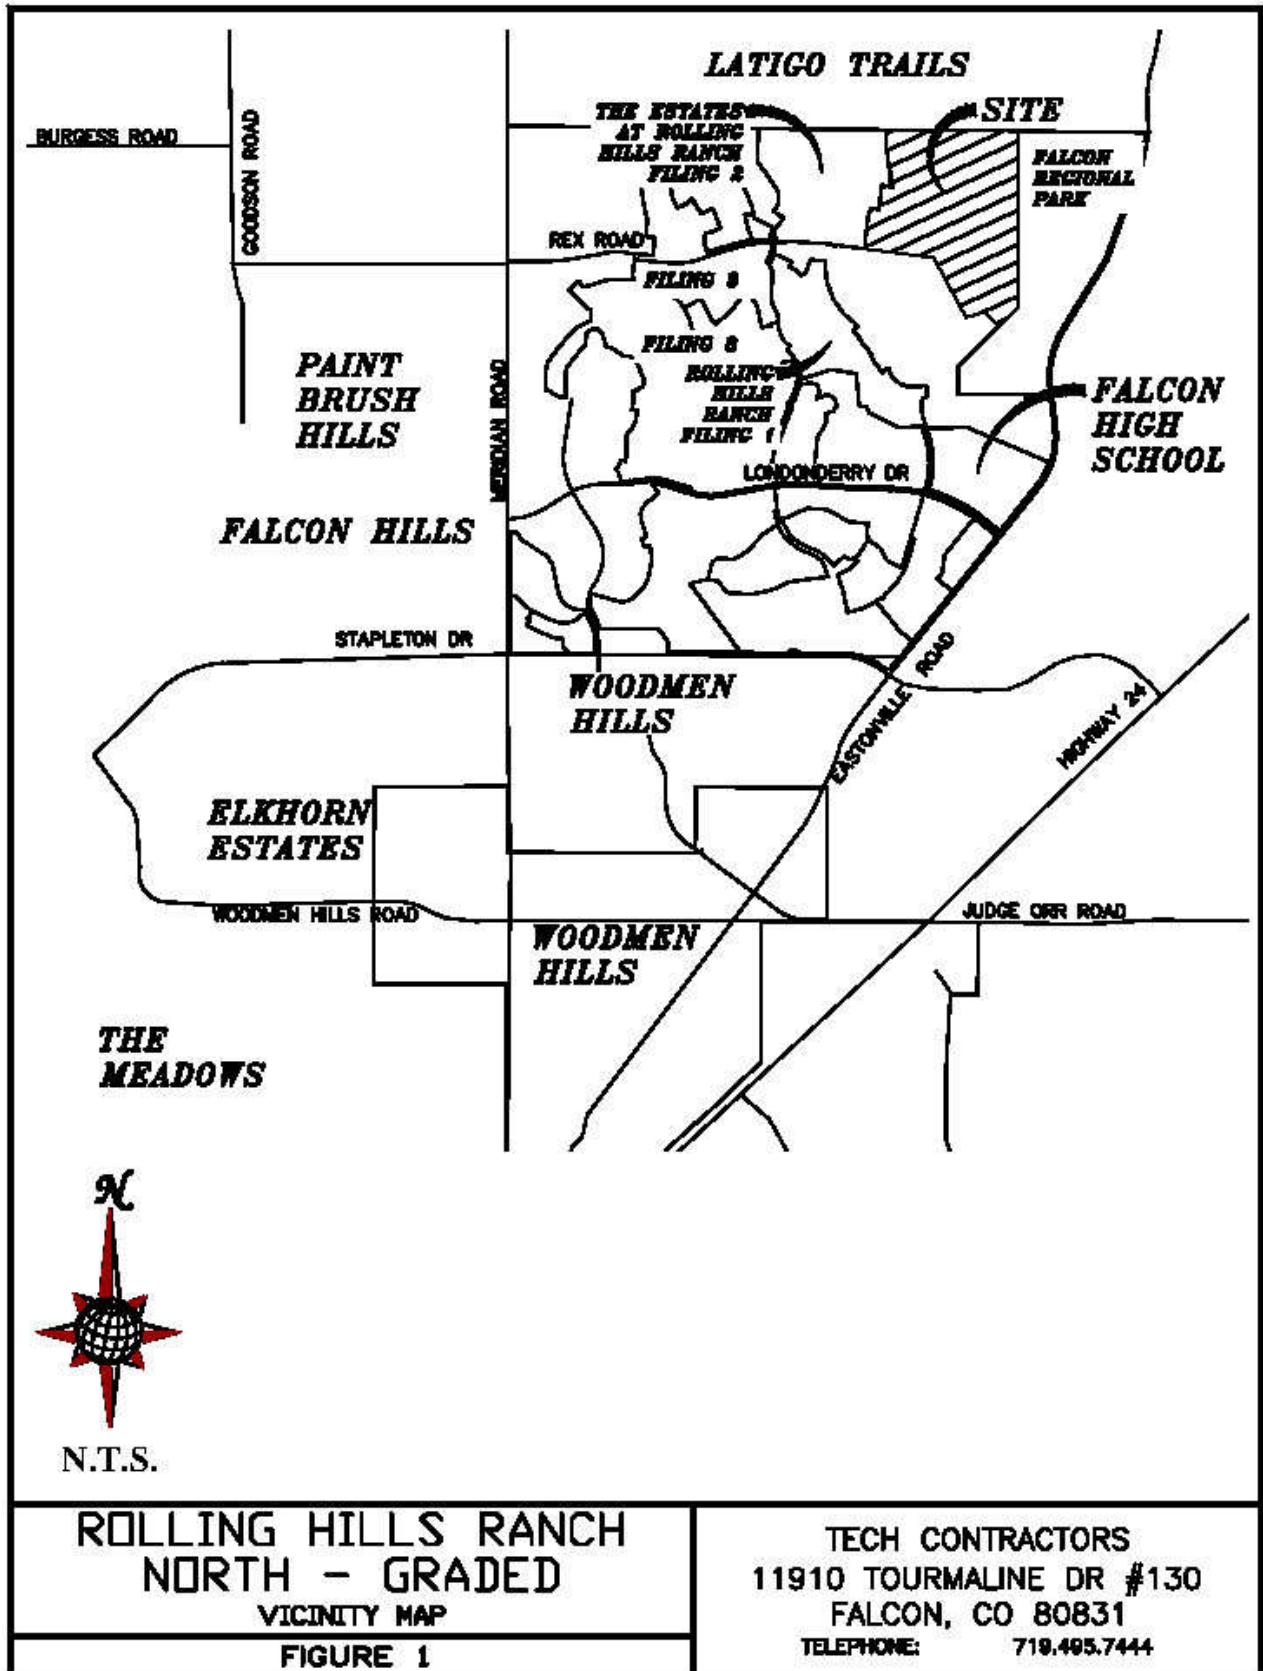 LATIGO TRAILS
THE ESTATES
AT ROLLING
HILLS RANCH
FILING 2
SITE
BURGESS ROAD
GOODSON ROAD
FALCON
REGIONAL
PARK
REX ROAD
FILING 3
FILING 8
PAINT
BRUSH
HILLS
MERIDIAN ROAD
ROLLING
HILLS
RANCH
FILING 1
FALCON
HIGH
SCHOOL
LONDONDERRY DR
FALCON HILLS
STAPLETON DR
WOODMEN
HILLS
EASTONVILLE ROAD
HIGHWAY 24
ELKHORN
ESTATES
WOODMEN HILLS ROAD
JUDGE ORR ROAD
WOODMEN
HILLS
THE
MEADOWS
N
N.T.S.
ROLLING HILLS RANCH
NORTH - GRADED
VICINITY MAP
FIGURE 1
TECH CONTRACTORS
11910 TOURMALINE DR #130
FALCON, CO 80831
TELEPHONE: 719.495.7444